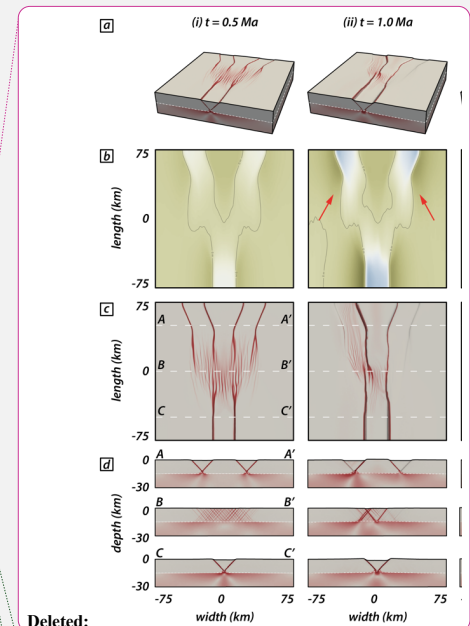 a (i) t = 0.5 Ma (ii) t = 1.0 Ma
b
75
0
-75
length (km)
c
75
0
-75
length (km)
A A'
B B'
C C'
d
A A'
0
-30
B B'
0
-30
C C'
0
-30
depth (km)
-75 0 75 -75 0 75
width (km) width (km)
Deleted: